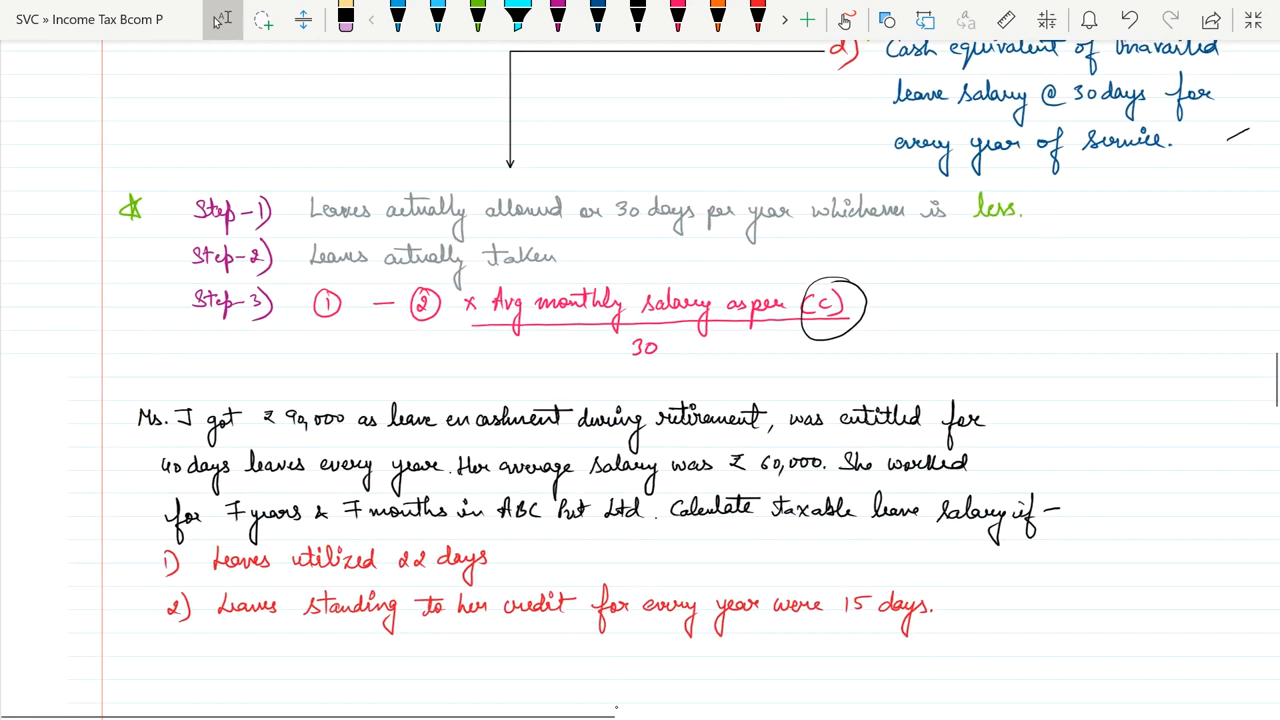 SVC » Income Tax Bcom P
d) Cash equivalent of Unavailed
leave salary @ 30 days for
every year of service.
Step-1) Leaves actually allowed or 30 days per year whichever is less.
Step-2) Leaves actually taken
Step-3) 1 - 2 x Avg monthly salary as per (c)
30
Ms. J got ₹ 90,000 as leave encashment during retirement, was entitled for
40 days leaves every year. Her average salary was ₹ 60,000. She worked
for 7 years & 7 months in ABC Pvt Ltd. Calculate taxable leave salary if -
1) Leaves utilized 22 days
2) Leaves standing to her credit for every year were 15 days.